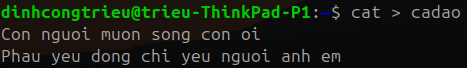 dinhcongtrieu@trieu-ThinkPad-P1:~$ cat > cadao
Con nguoi muon song con oi
Phau yeu dong chi yeu nguoi anh em